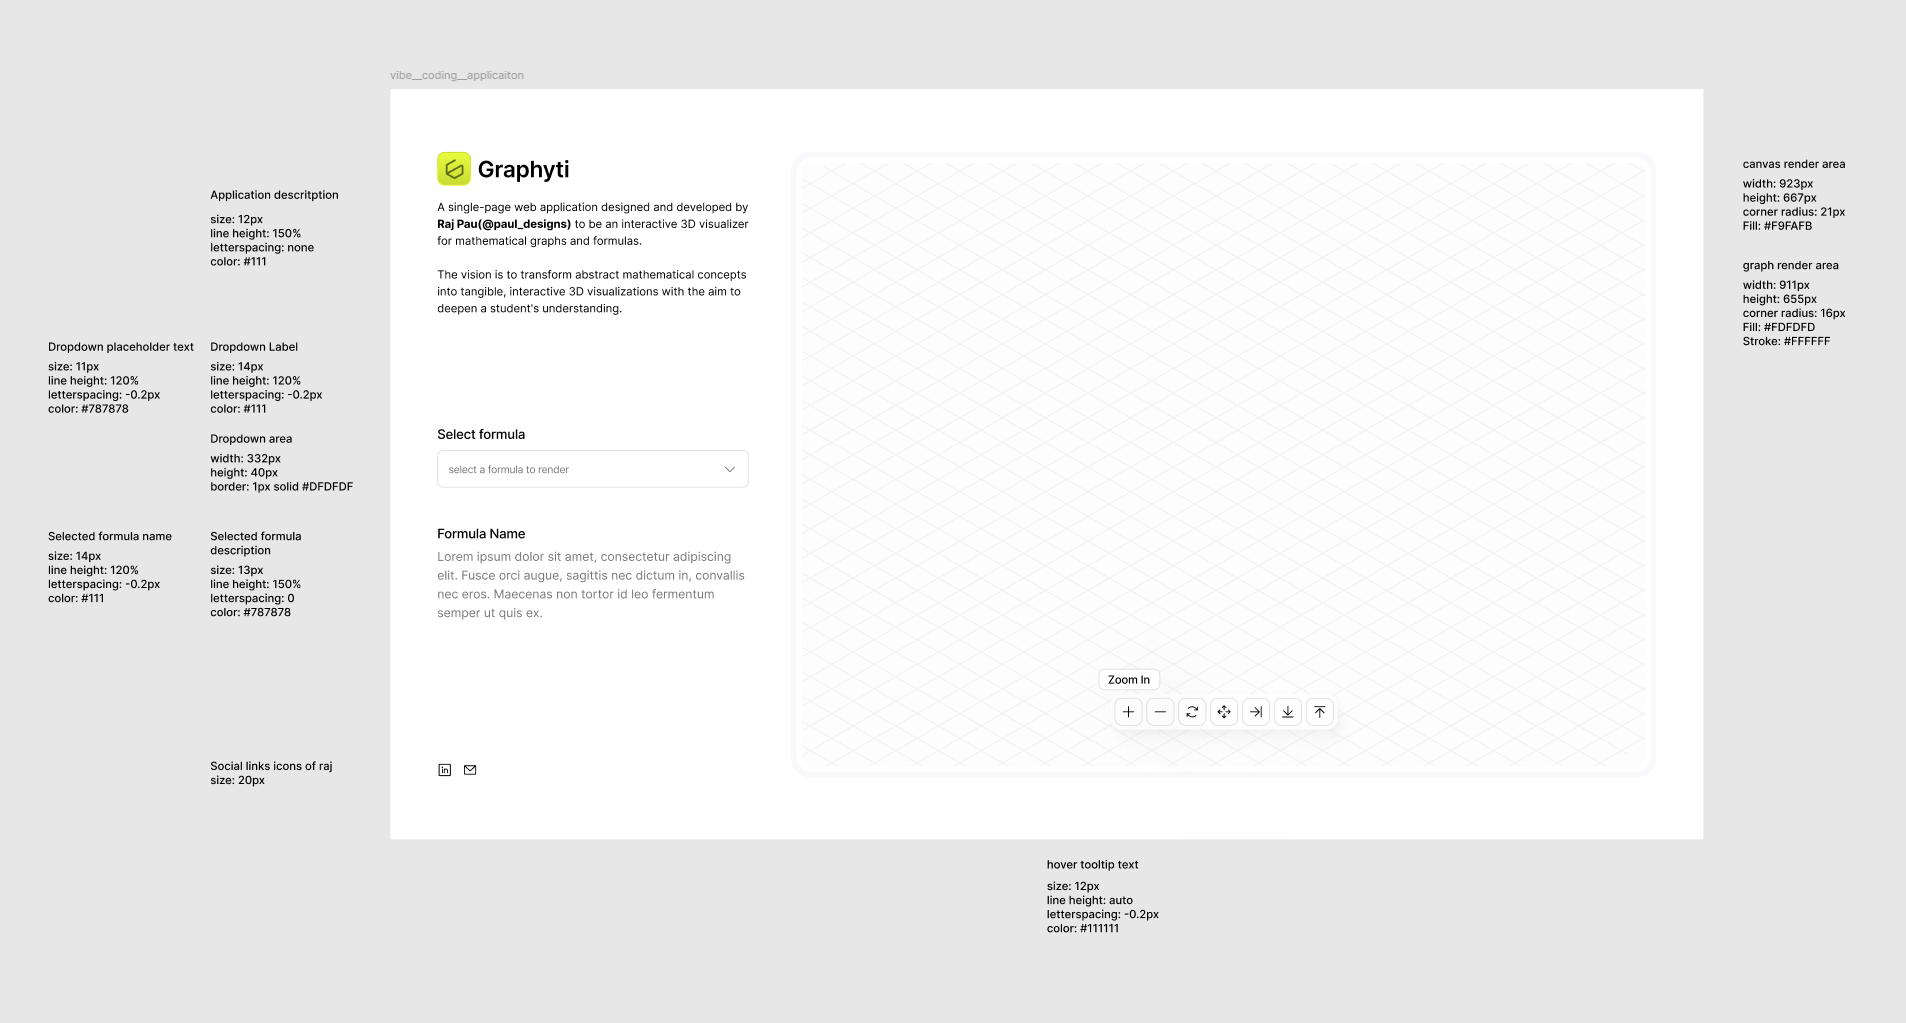 vibe__coding__applicaiton
Application descritption
size: 12px
line height: 150%
letterspacing: none
color: #111
Dropdown placeholder text
size: 11px
line height: 120%
letterspacing: -0.2px
color: #787878
Dropdown Label
size: 14px
line height: 120%
letterspacing: -0.2px
color: #111
Dropdown area
width: 332px
height: 40px
border: 1px solid #DFDFDF
Selected formula name
size: 14px
line height: 120%
letterspacing: -0.2px
color: #111
Selected formula
description
size: 13px
line height: 150%
letterspacing: 0
color: #787878
Social links icons of raj
size: 20px
Graphyti
A single-page web application designed and developed by
Raj Pau(@paul_designs) to be an interactive 3D visualizer
for mathematical graphs and formulas.
The vision is to transform abstract mathematical concepts
into tangible, interactive 3D visualizations with the aim to
deepen a student's understanding.
Select formula
select a formula to render
Formula Name
Lorem ipsum dolor sit amet, consectetur adipiscing
elit. Fusce orci augue, sagittis nec dictum in, convallis
nec eros. Maecenas non tortor id leo fermentum
semper ut quis ex.
in
Zoom In
canvas render area
width: 923px
height: 667px
corner radius: 21px
Fill: #F9FAFB
graph render area
width: 911px
height: 655px
corner radius: 16px
Fill: #FDFDFD
Stroke: #FFFFFF
hover tooltip text
size: 12px
line height: auto
letterspacing: -0.2px
color: #111111